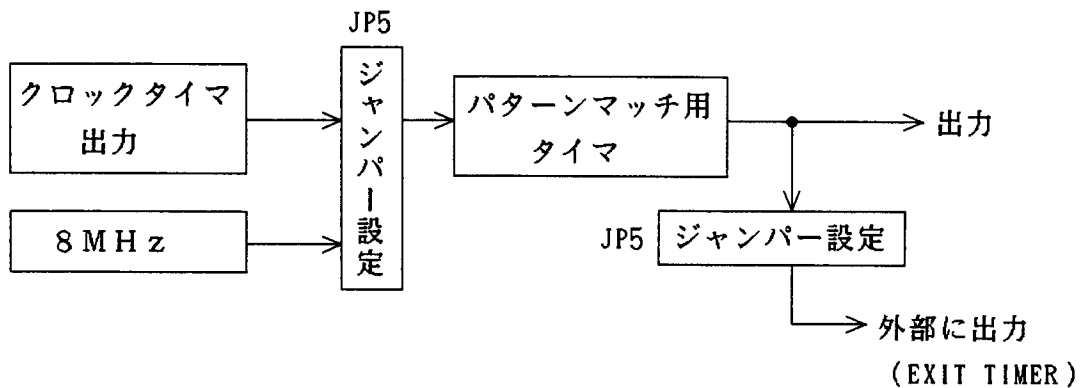 JP5
クロックタイマ
出力
8MHz
ジャンパー設定
パターンマッチ用
タイマ
出力
JP5
ジャンパー設定
外部に出力
(EXIT TIMER)